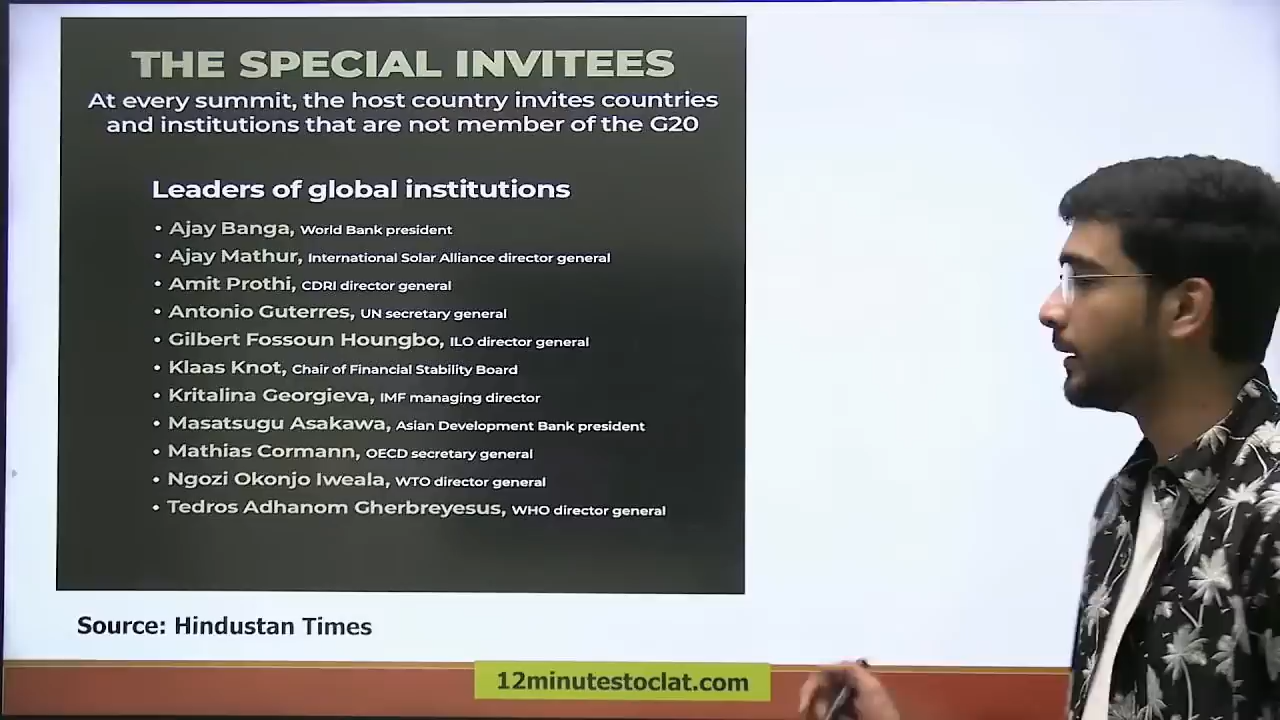 THE SPECIAL INVITEES
At every summit, the host country invites countries
and institutions that are not member of the G20
Leaders of global institutions
• Ajay Banga, World Bank president
• Ajay Mathur, International Solar Alliance director general
• Amit Prothi, CDRI director general
• Antonio Guterres, UN secretary general
• Gilbert Fossoun Houngbo, ILO director general
• Klaas Knot, Chair of Financial Stability Board
• Kritalina Georgieva, IMF managing director
• Masatsugu Asakawa, Asian Development Bank president
• Mathias Cormann, OECD secretary general
• Ngozi Okonjo Iweala, WTO director general
• Tedros Adhanom Gherbreyesus, WHO director general
Source: Hindustan Times
12minutestoclat.com